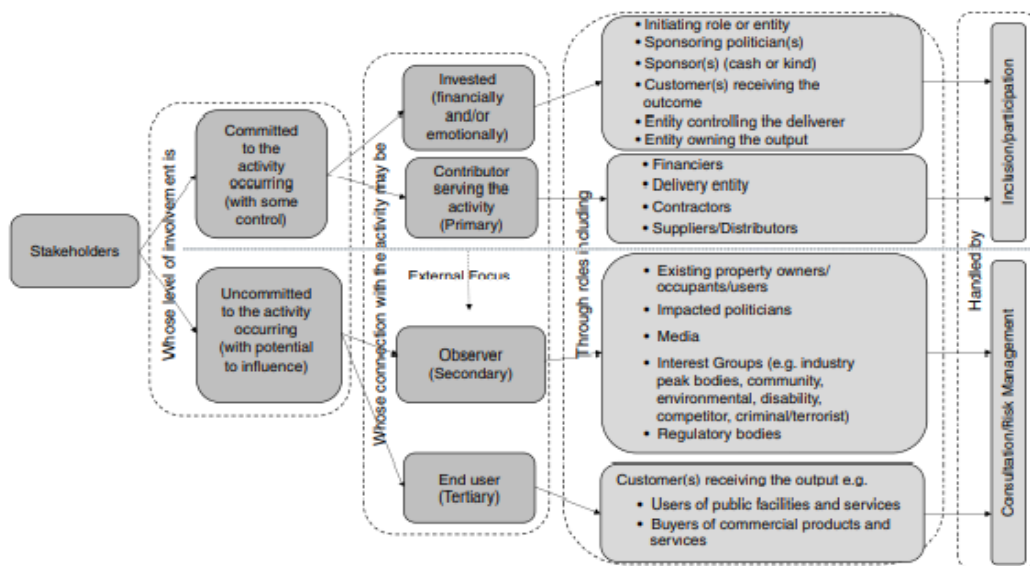 Stakeholders
Whose level of involvement is
Committed
to the
activity
occurring
(with some
control)
Uncommitted
to the activity
occurring
(with potential
to influence)
Whose connection with the activity may be
Invested
(financially
and/or
emotionally)
Contributor
serving the
activity
(Primary)
External Focus
Observer
(Secondary)
End user
(Tertiary)
Through roles including
• Initiating role or entity
• Sponsoring politician(s)
• Sponsor(s) (cash or kind)
• Customer(s) receiving the
outcome
• Entity controlling the deliverer
• Entity owning the output
• Financiers
• Delivery entity
• Contractors
• Suppliers/Distributors
• Existing property owners/
occupants/users
• Impacted politicians
• Media
• Interest Groups (e.g. industry
peak bodies, community,
environmental, disability,
competitor, criminal/terrorist)
• Regulatory bodies
Customer(s) receiving the output e.g.
• Users of public facilities and services
• Buyers of commercial products and
services
Handled by
Inclusion/participation
Consultation/Risk Management